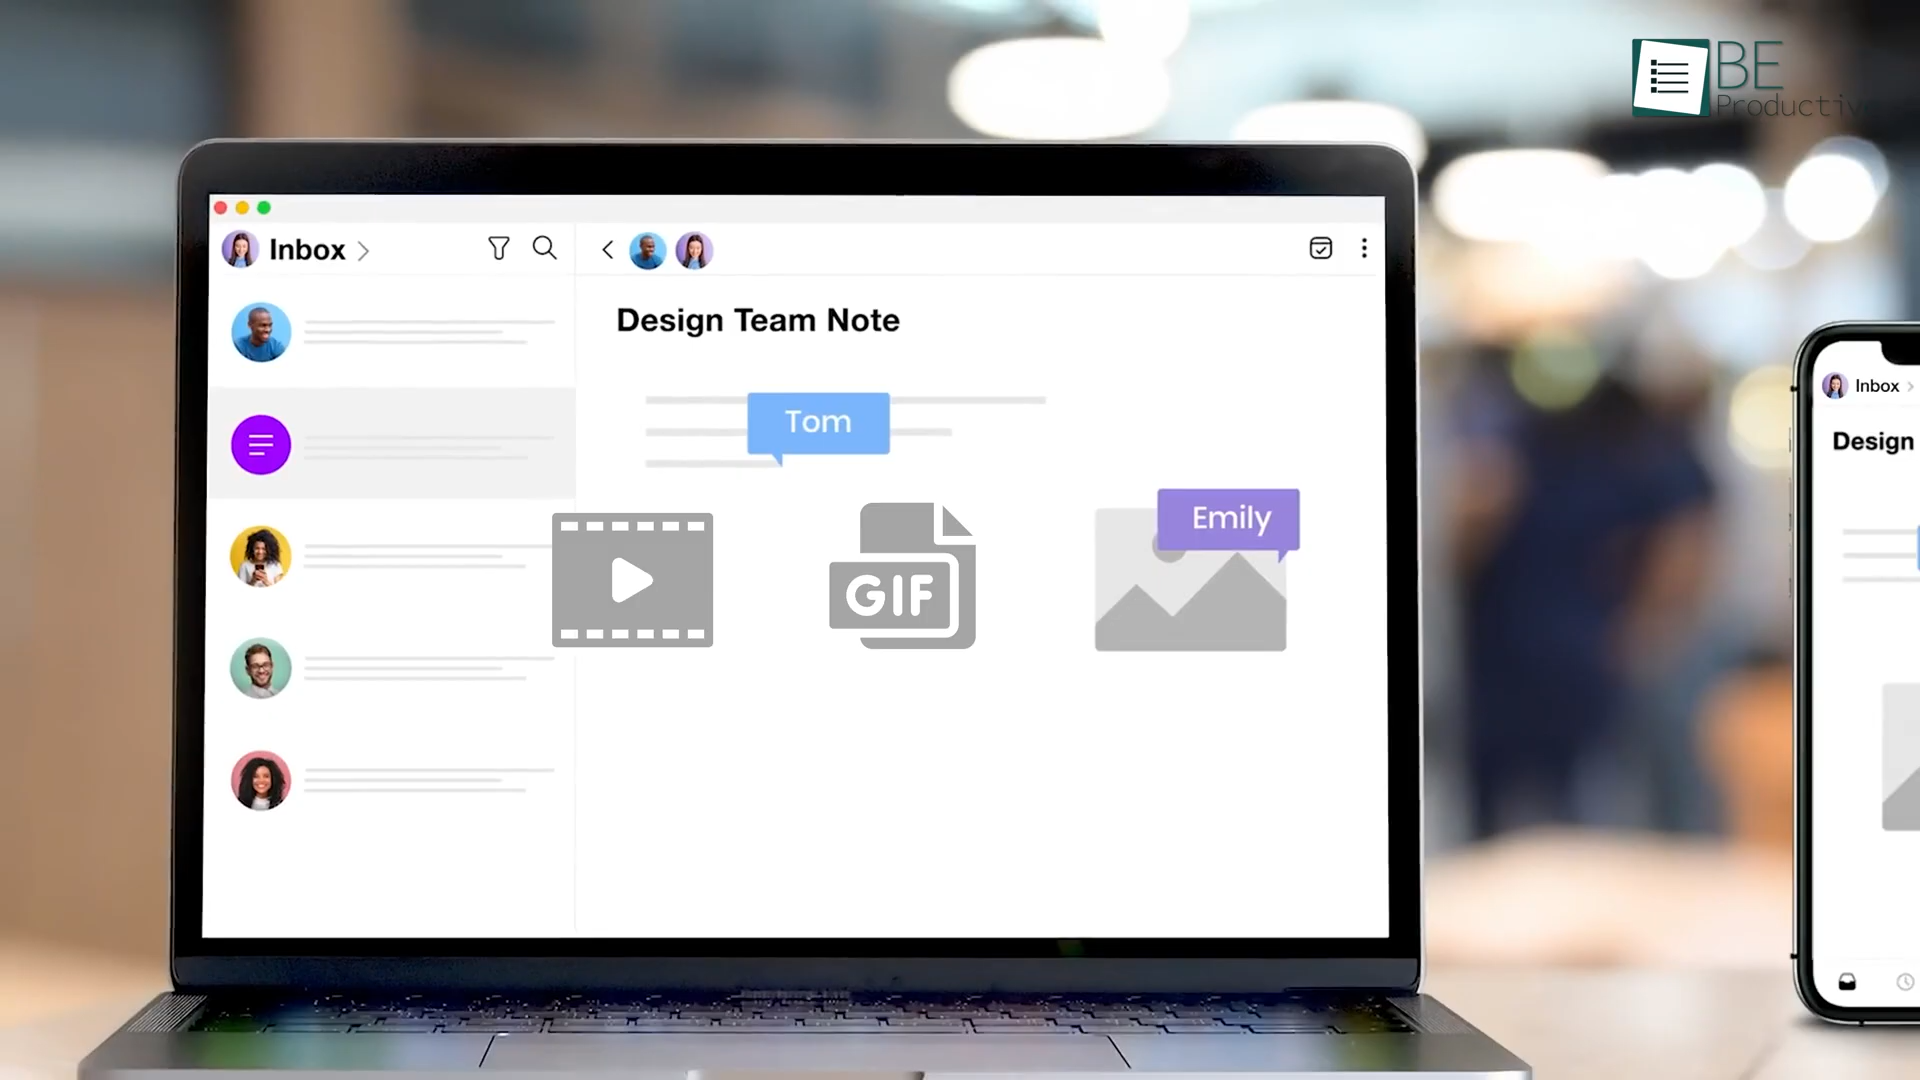 BE
Productive
Inbox
Design Team Note
Tom
Emily
GIF
Inbox
Design